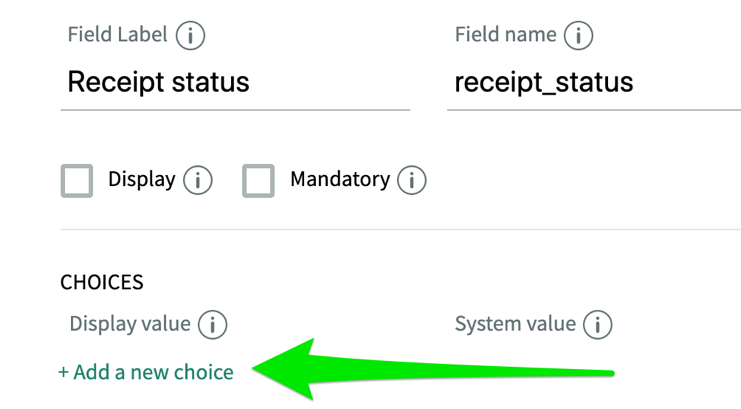 Field Label
Field name
Receipt status
receipt_status
Display
Mandatory
CHOICES
Display value
System value
+ Add a new choice